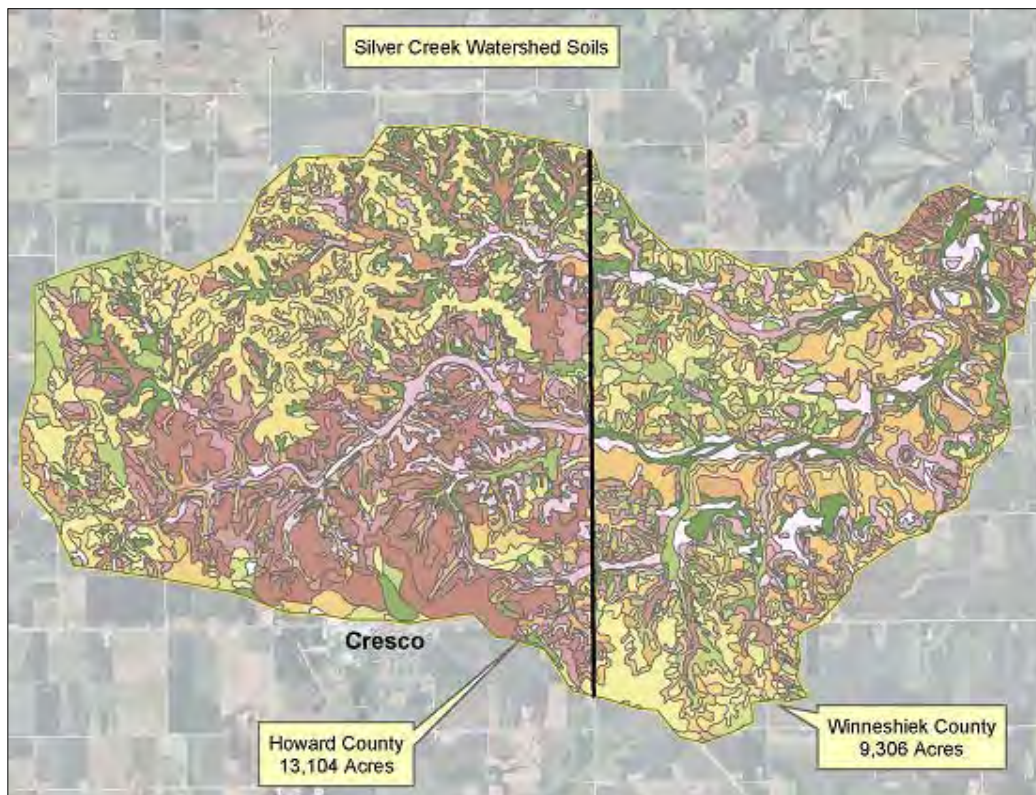 Silver Creek Watershed Soils
Cresco
Howard County
13,104 Acres
Winneshiek County
9,306 Acres